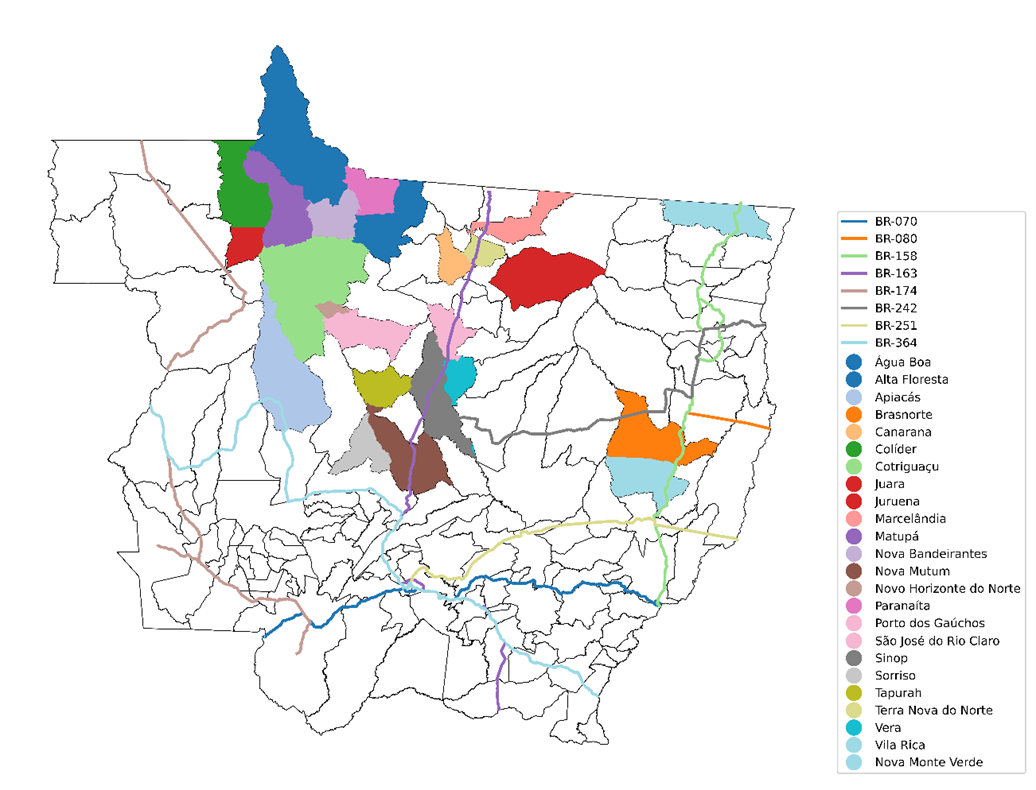 BR-070
BR-080
BR-158
BR-163
BR-174
BR-242
BR-251
BR-364
Água Boa
Alta Floresta
Apiacás
Brasnorte
Canarana
Colíder
Cotriguaçu
Juara
Juruena
Marcelândia
Matupá
Nova Bandeirantes
Nova Mutum
Novo Horizonte do Norte
Paranaíta
Porto dos Gaúchos
São José do Rio Claro
Sinop
Sorriso
Tapurah
Terra Nova do Norte
Vera
Vila Rica
Nova Monte Verde